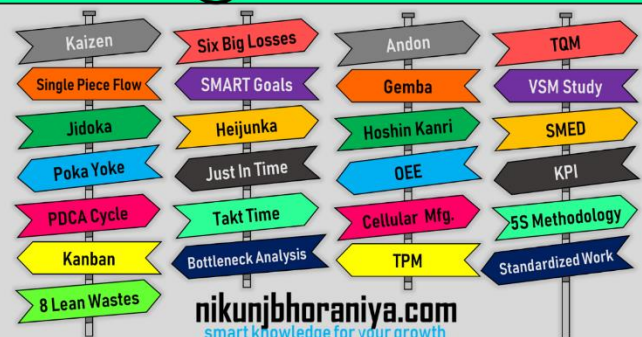 Kaizen
Single Piece Flow
Jidoka
Poka Yoke
PDCA Cycle
Kanban
8 Lean Wastes
Six Big Losses
SMART Goals
Heijunka
Just In Time
Takt Time
Bottleneck Analysis
Andon
Gemba
Hoshin Kanri
OEE
Cellular Mfg.
TPM
TQM
VSM Study
SMED
KPI
5S Methodology
Standardized Work
nikunjbhoraniya.com
smart knowledge for your growth